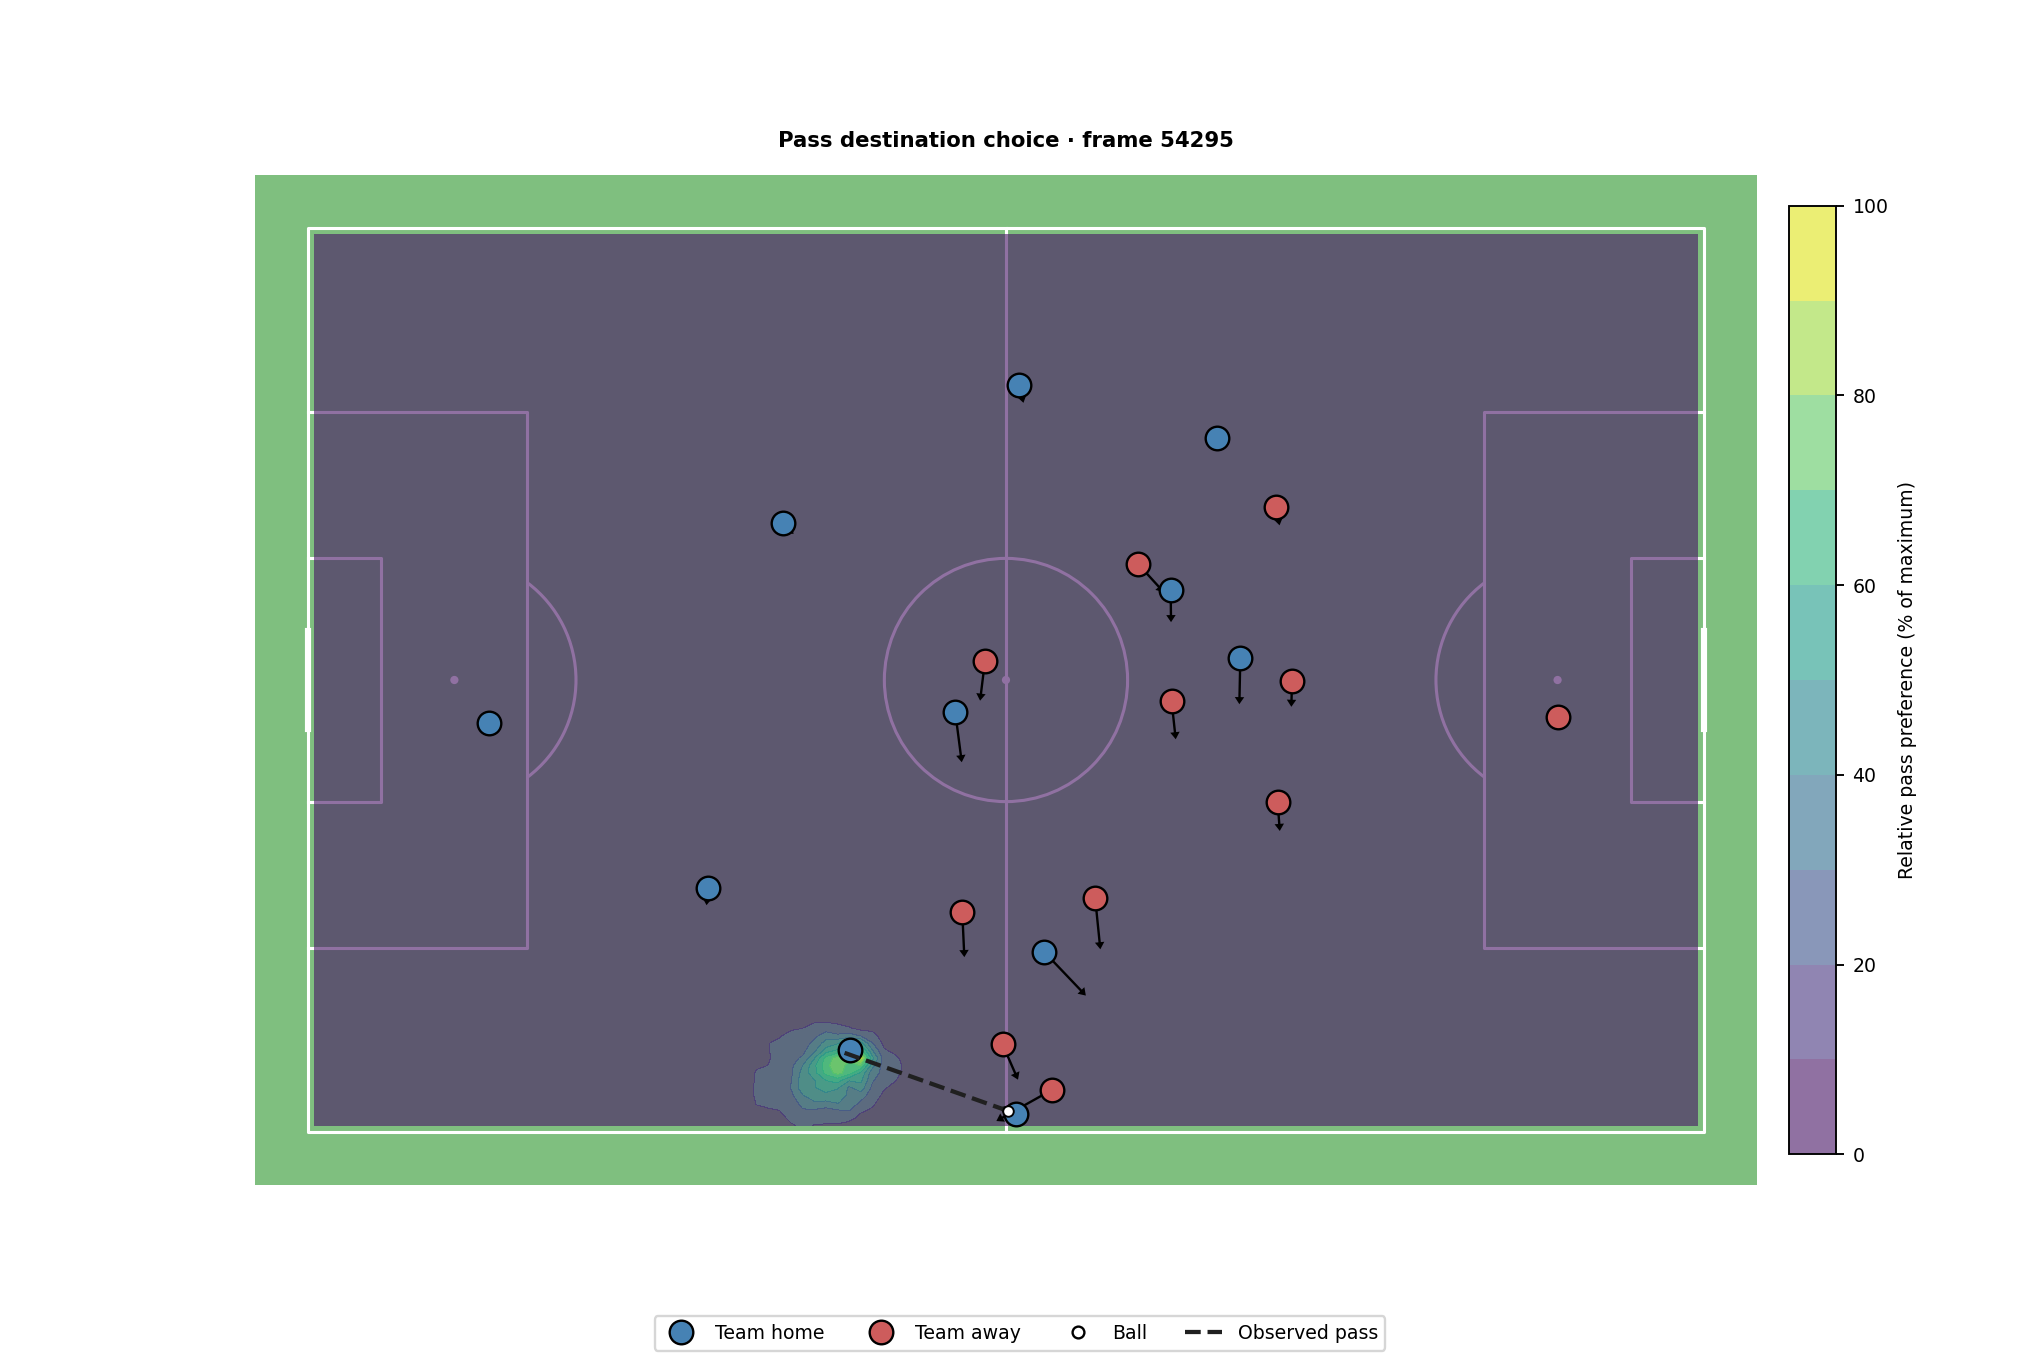 Pass destination choice · frame 54295
100
80
60
40
20
0
Relative pass preference (% of maximum)
Team home
Team away
Ball
Observed pass